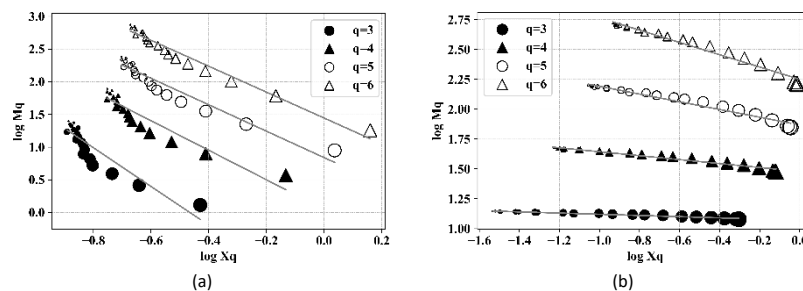 3.0
2.5
2.0
1.5
1.0
0.5
0.0
log Mq
q=3
q=4
q=5
q=6
−0.8
−0.6
−0.4
−0.2
0.0
0.2
log Xq
(a)
2.75
2.50
2.25
2.00
1.75
1.50
1.25
1.00
log Mq
q=3
q=4
q=5
q=6
−1.6
−1.4
−1.2
−1.0
−0.8
−0.6
−0.4
−0.2
0.0
log Xq
(b)